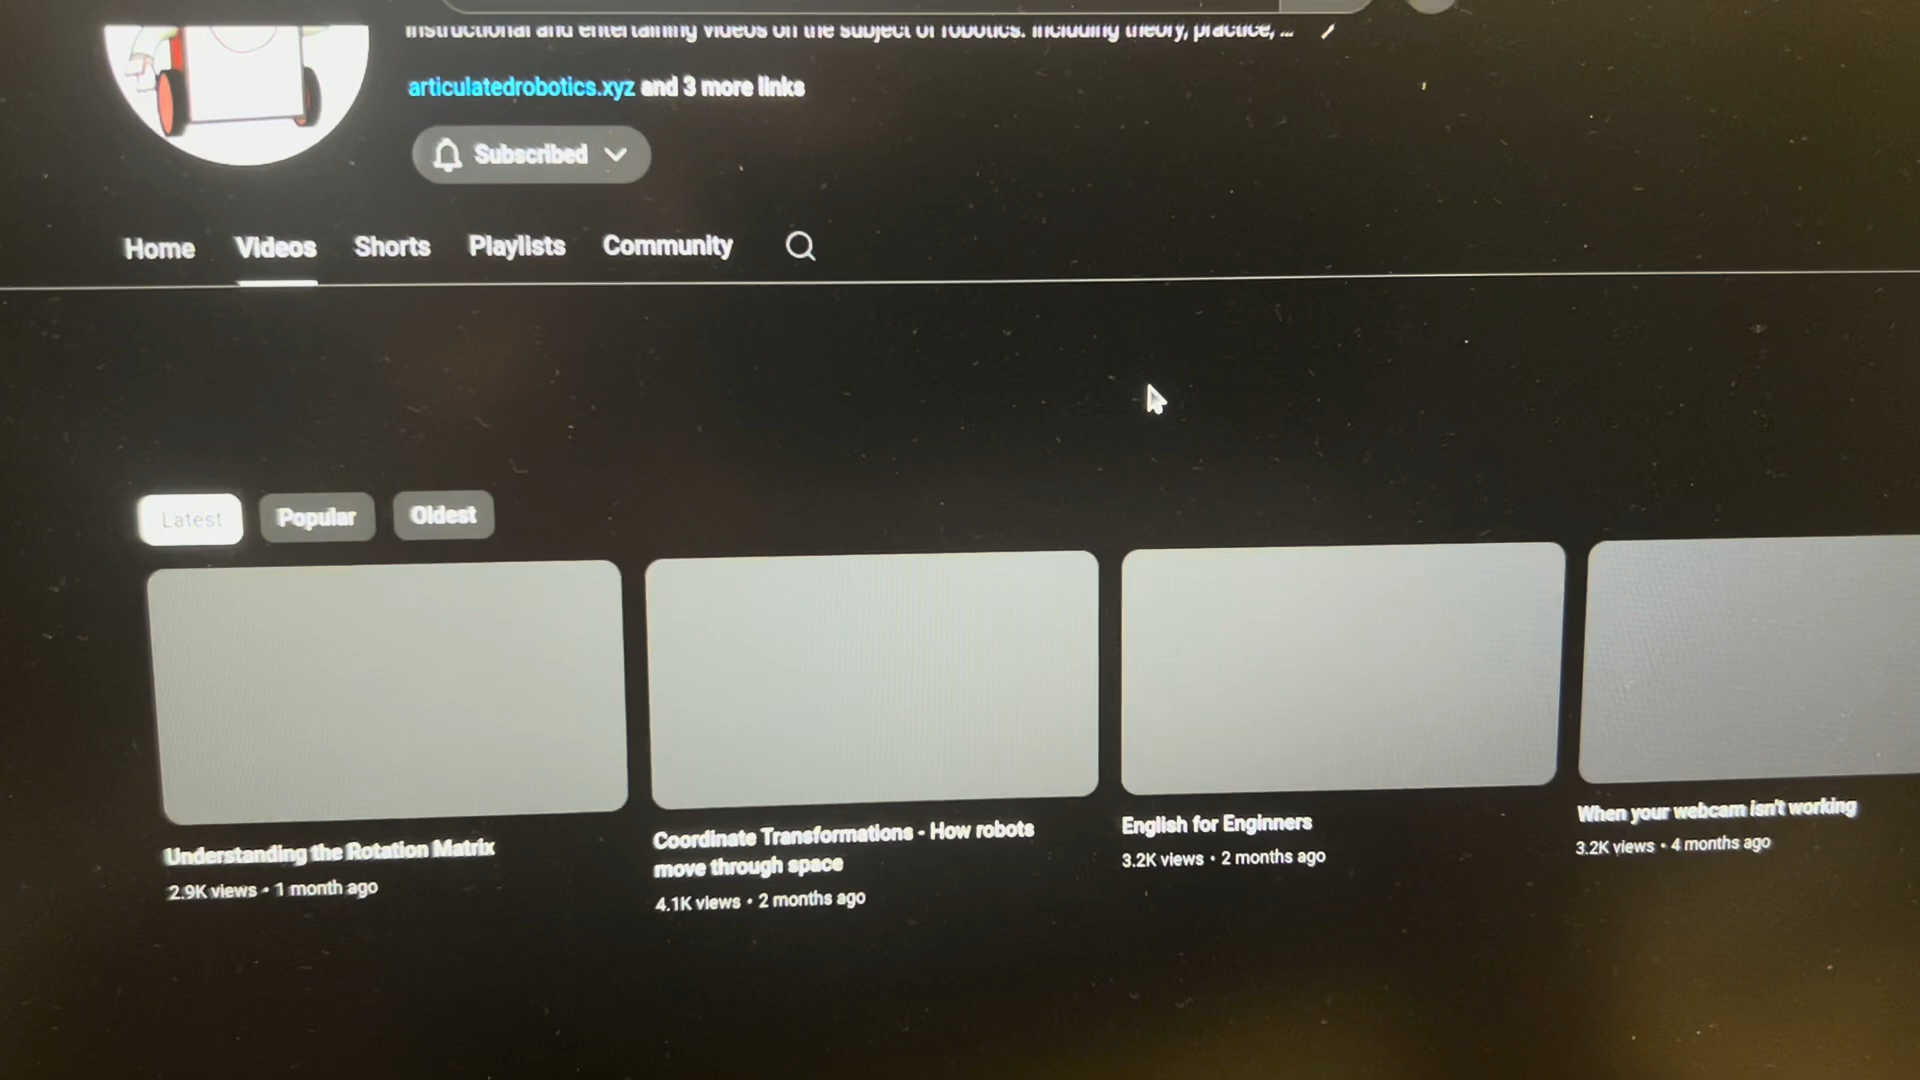 instructional and entertaining videos on the subject of robotics. Including theory, practice, ...
articulatedrobotics.xyz and 3 more links
Subscribed
Home Videos Shorts Playlists Community
Latest Popular Oldest
Understanding the Rotation Matrix
2.9K views • 1 month ago
Coordinate Transformations - How robots
move through space
4.1K views • 2 months ago
English for Enginners
3.2K views • 2 months ago
When your webcam isn't working
3.2K views • 4 months ago